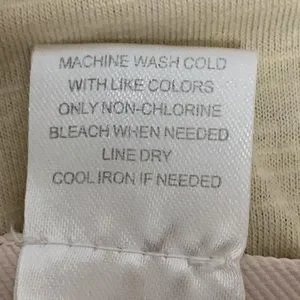 MACHINE WASH COLD
WITH LIKE COLORS
ONLY NON-CHLORINE
BLEACH WHEN NEEDED
LINE DRY
COOL IRON IF NEEDED